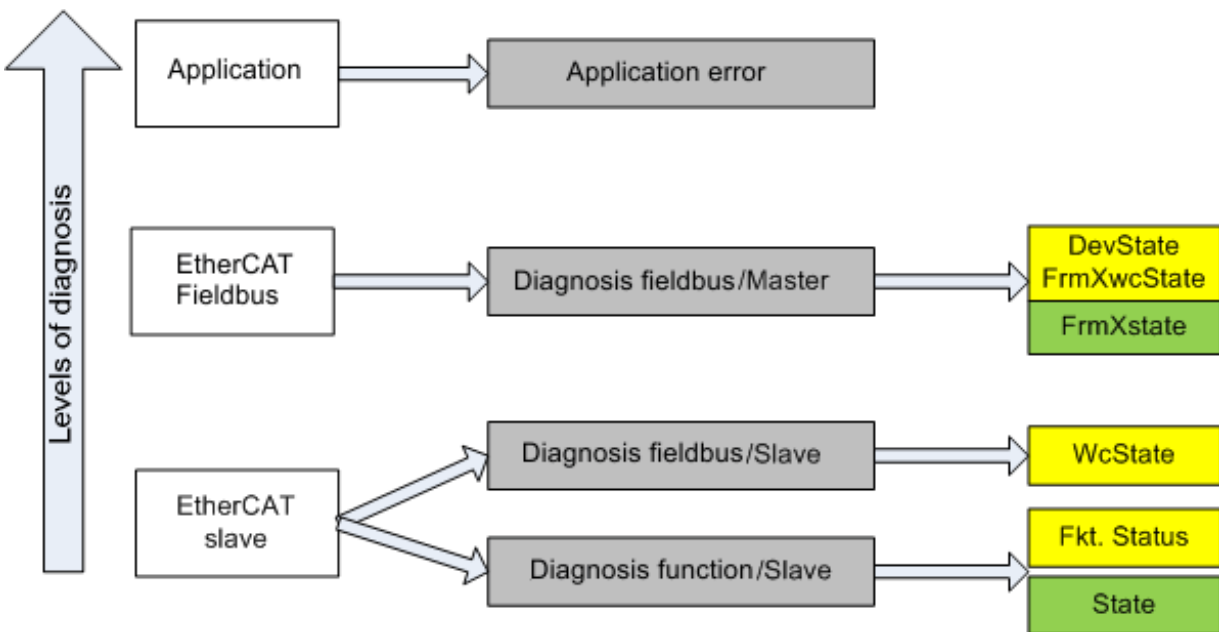 Levels of diagnosis
Application
Application error
EtherCAT
Fieldbus
Diagnosis fieldbus/Master
DevState
FrmXwcState
FrmXstate
EtherCAT
slave
Diagnosis fieldbus/Slave
WcState
Diagnosis function/Slave
Fkt. Status
State